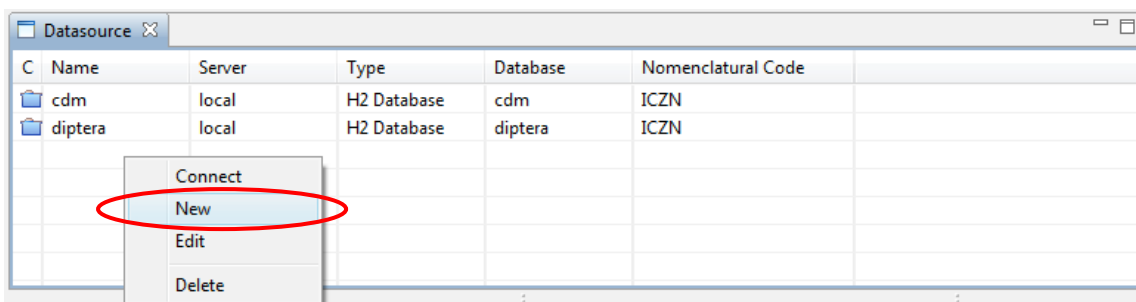 Datasource
C Name Server Type Database Nomenclatural Code
cdm local H2 Database cdm ICZN
diptera local H2 Database diptera ICZN
Connect
New
Edit
Delete